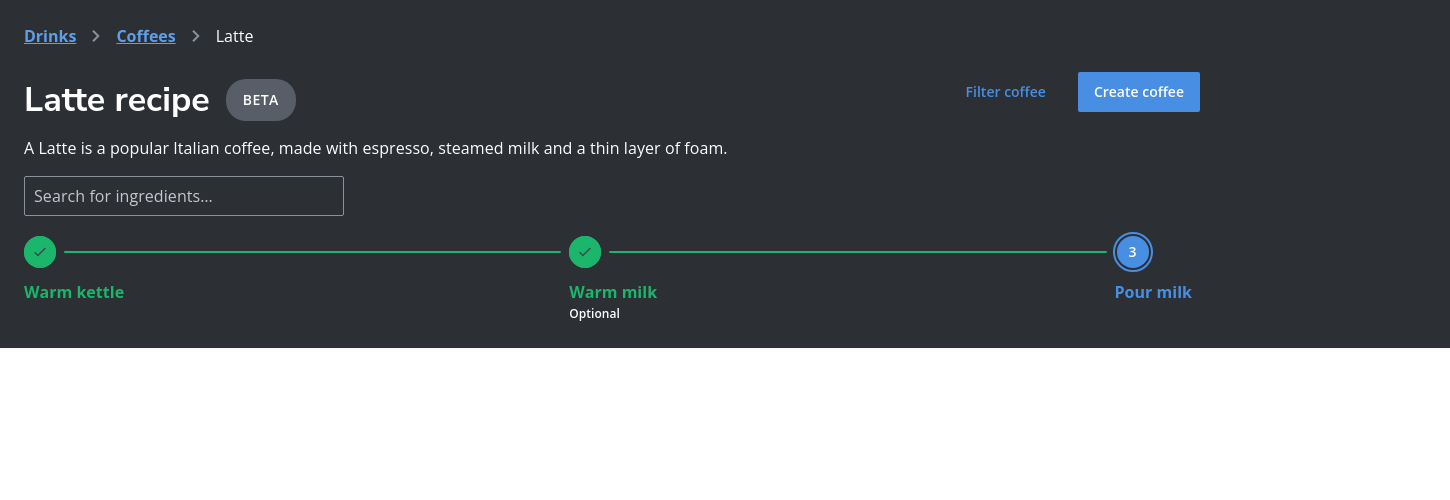 Drinks Coffees Latte
Latte recipe BETA
Filter coffee Create coffee
A Latte is a popular Italian coffee, made with espresso, steamed milk and a thin layer of foam.
Search for ingredients...
3
Warm kettle Warm milk Pour milk
Optional